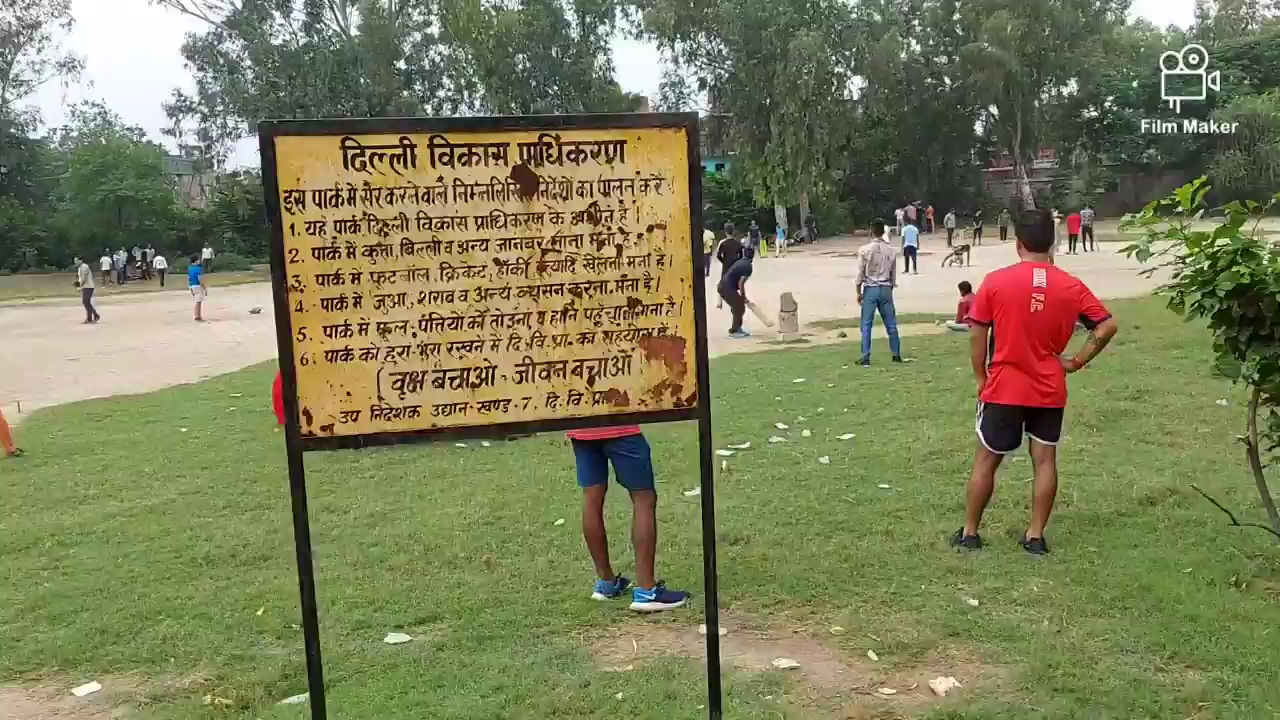 दिल्ली विकास प्राधिकरण
इस पार्क में सैर करने वाले निम्नलिखित निर्देशों का पालन करें।
1. यह पार्क दिल्ली विकास प्राधिकरण के अधीन है।
2. पार्क में कुत्ता, बिल्ली व अन्य जानवर लाना मना है।
3. पार्क में फुटबॉल, क्रिकेट, हॉकी इत्यादि खेलना मना है।
4. पार्क में जुआ, शराब व अन्य व्यसन करना मना है।
5. पार्क में फूल-पत्तियों को तोड़ना व हानि पहुंचाना मना है।
6. पार्क को हरा-भरा रखने में दि.वि.प्रा. का सहयोग
(वृक्ष बचाओ-जीवन बचाओ
उप निदेशक उद्यान-खण्ड-7, दि. वि. प्रा
Film Maker